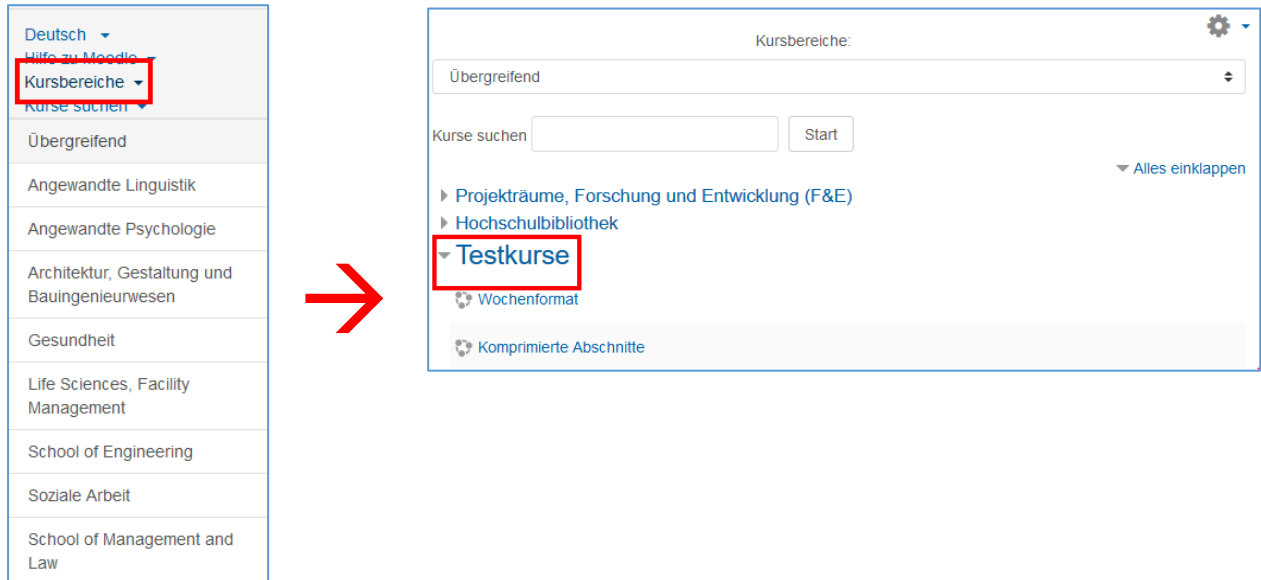 Deutsch
Hilfe zu Moodle
Kursbereiche
Kurse suchen
Übergreifend
Angewandte Linguistik
Angewandte Psychologie
Architektur, Gestaltung und
Bauingenieurwesen
Gesundheit
Life Sciences, Facility
Management
School of Engineering
Soziale Arbeit
School of Management and
Law
Kursbereiche:
Übergreifend
Kurse suchen Start
Alles einklappen
Projekträume, Forschung und Entwicklung (F&E)
Hochschulbibliothek
Testkurse
Wochenformat
Komprimierte Abschnitte